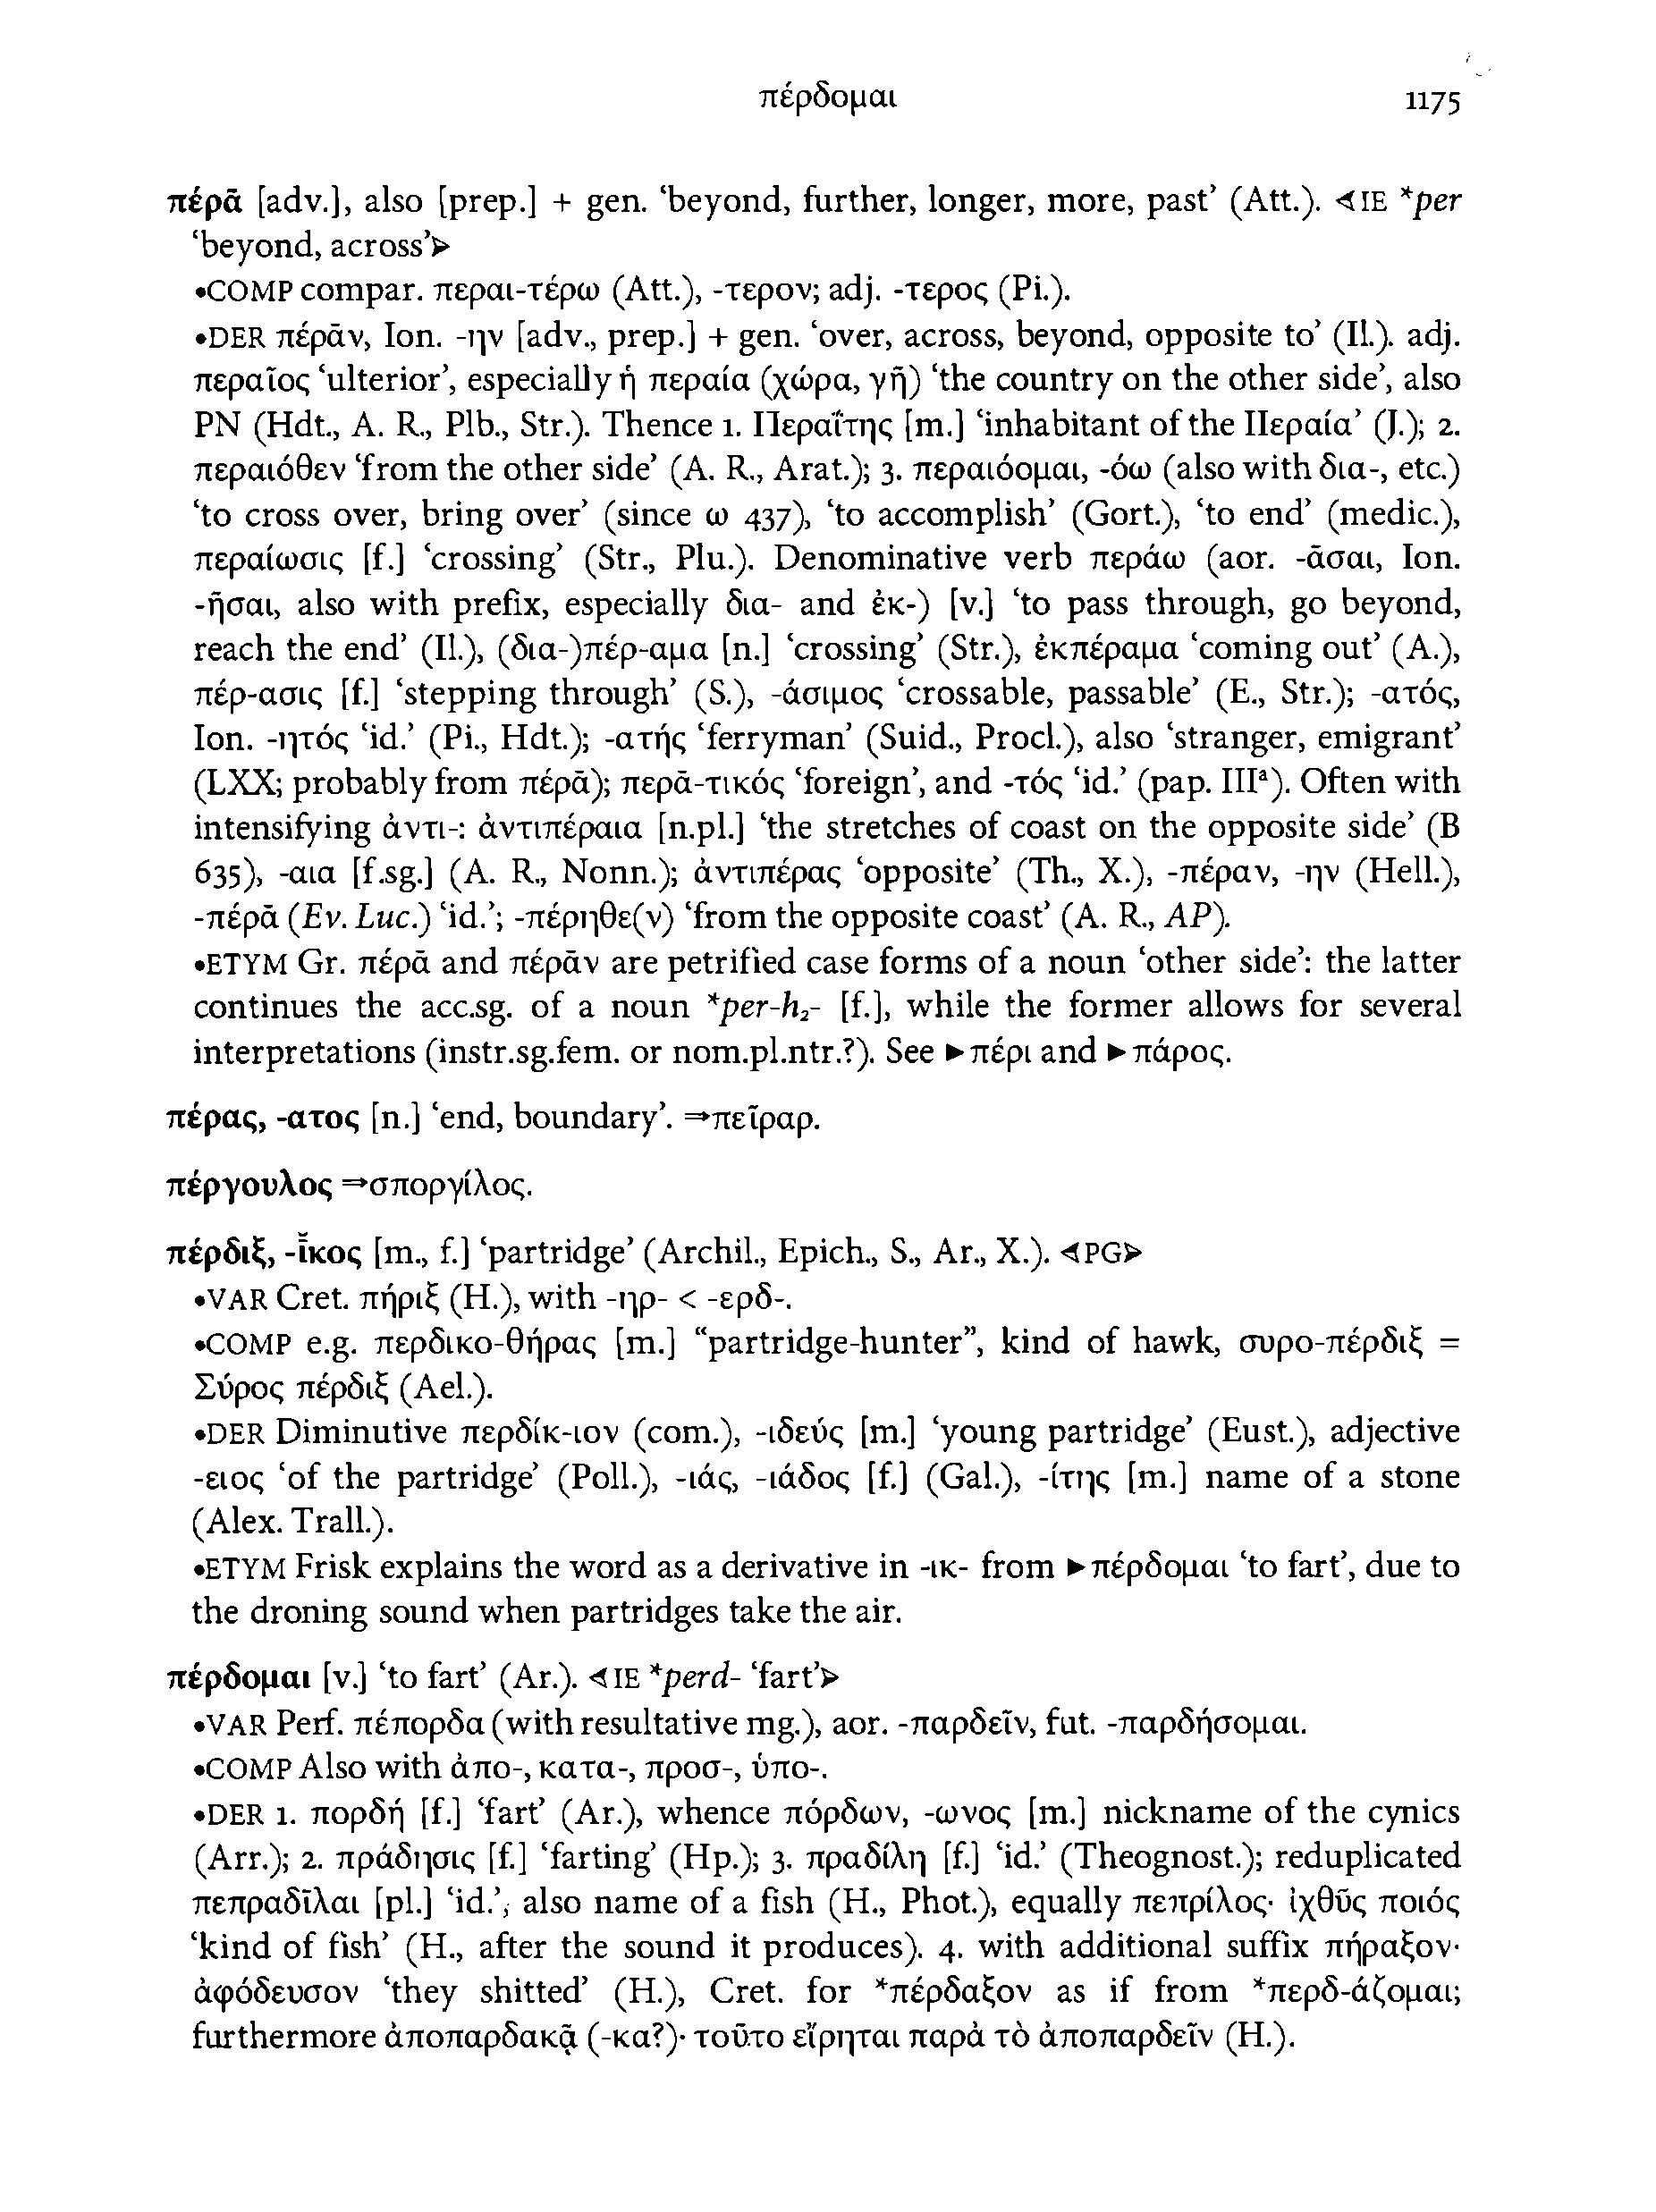 πέρδομαι 1175
πέρᾱ [adv.], also [prep.] + gen. ‘beyond, further, longer, more, past’ (Att.). ⊲IE *per
‘beyond, across’⊳
•COMP compar. περαι-τέρω (Att.), -τερον; adj. -τερος (Pi.).
•DER πέρᾱν, Ion. -ην [adv., prep.] + gen. ‘over, across, beyond, opposite to’ (Il.). adj.
περαῖος ‘ulterior’, especially ἡ περαία (χώρα, γῆ) ‘the country on the other side’, also
PN (Hdt., A. R., Plb., Str.). Thence 1. Περαΐτης [m.] ‘inhabitant of the Περαία’ (J.); 2.
περαιόθεν ‘from the other side’ (A. R., Arat.); 3. περαιόομαι, -όω (also with δια-, etc.)
‘to cross over, bring over’ (since ω 437), ‘to accomplish’ (Gort.), ‘to end’ (medic.),
περαίωσις [f.] ‘crossing’ (Str., Plu.). Denominative verb περάω (aor. -ᾶσαι, Ion.
-ῆσαι, also with prefix, especially δια- and ἐκ-) [v.] ‘to pass through, go beyond,
reach the end’ (Il.), (δια-)πέρ-αμα [n.] ‘crossing’ (Str.), ἐκπέραμα ‘coming out’ (A.),
πέρ-ασις [f.] ‘stepping through’ (S.), -άσιμος ‘crossable, passable’ (E., Str.); -ατός,
Ion. -ητός ‘id.’ (Pi., Hdt.); -ατής ‘ferryman’ (Suid., Procl.), also ‘stranger, emigrant’
(LXX; probably from πέρᾱ); περᾱ-τικός ‘foreign’, and -τός ‘id.’ (pap. IIIᵃ). Often with
intensifying ἀντι-: ἀντιπέραια [n.pl.] ‘the stretches of coast on the opposite side’ (B
635), -αια [f.sg.] (A. R., Nonn.); ἀντιπέρας ‘opposite’ (Th., X.), -πέραν, -ην (Hell.),
-πέρᾱ (Ev. Luc.) ‘id.’; -πέρηθε(ν) ‘from the opposite coast’ (A. R., AP).
•ETYM Gr. πέρᾱ and πέρᾱν are petrified case forms of a noun ‘other side’: the latter
continues the acc.sg. of a noun *per-h₂- [f.], while the former allows for several
interpretations (instr.sg.fem. or nom.pl.ntr.?). See ►πέρι and ►πάρος.
πέρας, -ατος [n.] ‘end, boundary’. ⇒πεῖραρ.
πέργουλος ⇒σποργίλος.
πέρδιξ, -ῑ̆κος [m., f.] ‘partridge’ (Archil., Epich., S., Ar., X.). ⊲PG⊳
•VAR Cret. πήριξ (H.), with -ηρ- < -ερδ-.
•COMP e.g. περδικο-θήρας [m.] “partridge-hunter”, kind of hawk, συρο-πέρδιξ =
Σύρος πέρδιξ (Ael.).
•DER Diminutive περδίκ-ιον (com.), -ιδεύς [m.] ‘young partridge’ (Eust.), adjective
-ειος ‘of the partridge’ (Poll.), -ιάς, -ιάδος [f.] (Gal.), -ίτης [m.] name of a stone
(Alex. Trall.).
•ETYM Frisk explains the word as a derivative in -ικ- from ►πέρδομαι ‘to fart’, due to
the droning sound when partridges take the air.
πέρδομαι [v.] ‘to fart’ (Ar.). ⊲IE *perd- ‘fart’⊳
•VAR Perf. πέπορδα (with resultative mg.), aor. -παρδεῖν, fut. -παρδήσομαι.
•COMP Also with ἀπο-, κατα-, προσ-, ὑπο-.
•DER 1. πορδή [f.] ‘fart’ (Ar.), whence πόρδων, -ωνος [m.] nickname of the cynics
(Arr.); 2. πράδησις [f.] ‘farting’ (Hp.); 3. πραδίλη [f.] ‘id.’ (Theognost.); reduplicated
πεπραδῖλαι [pl.] ‘id.’, also name of a fish (H., Phot.), equally πεπρίλος· ἰχθῦς ποιός
‘kind of fish’ (H., after the sound it produces). 4. with additional suffix πήραξον·
ἀφόδευσον ‘they shitted’ (H.), Cret. for *πέρδαξον as if from *περδ-άζομαι;
furthermore ἀποπαρδακᾷ (-κα?)· τοῦτο εἴρηται παρὰ τὸ ἀποπαρδεῖν (H.).